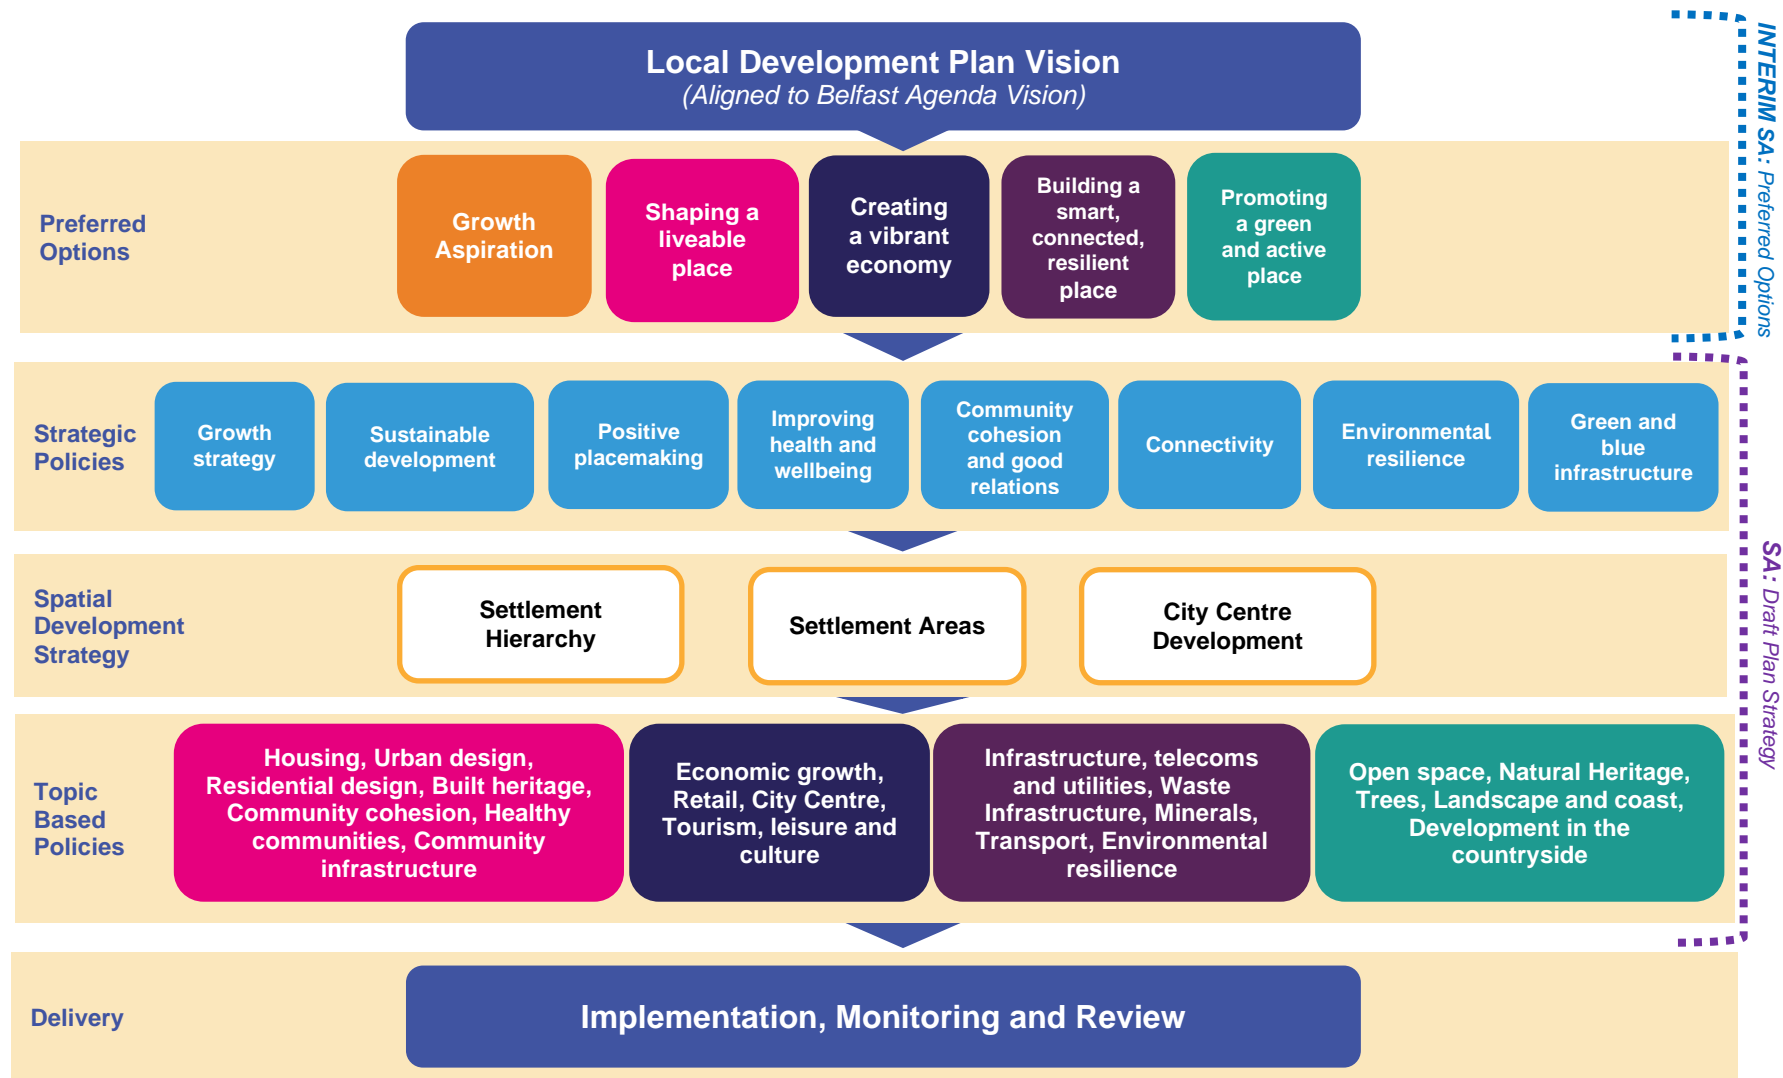 Local Development Plan Vision
(Aligned to Belfast Agenda Vision)
Preferred
Options
Growth
Aspiration
Shaping a
liveable
place
Creating
a vibrant
economy
Building a
smart,
connected,
resilient
place
Promoting
a green
and active
place
INTERIM SA: Preferred Options
Strategic
Policies
Growth
strategy
Sustainable
development
Positive
placemaking
Improving
health and
wellbeing
Community
cohesion
and good
relations
Connectivity
Environmental
resilience
Green and
blue
infrastructure
Spatial
Development
Strategy
Settlement
Hierarchy
Settlement Areas
City Centre
Development
SA: Draft Plan Strategy
Topic
Based
Policies
Housing, Urban design,
Residential design, Built heritage,
Community cohesion, Healthy
communities, Community
infrastructure
Economic growth,
Retail, City Centre,
Tourism, leisure and
culture
Infrastructure, telecoms
and utilities, Waste
Infrastructure, Minerals,
Transport, Environmental
resilience
Open space, Natural Heritage,
Trees, Landscape and coast,
Development in the
countryside
Delivery
Implementation, Monitoring and Review